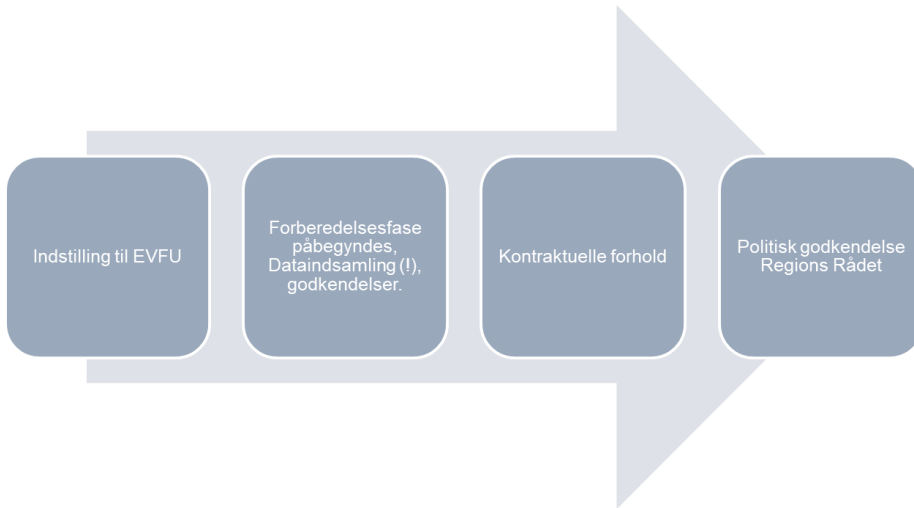 Indstilling til EVFU
Forberedelsesfase
påbegyndes,
Dataindsamling (!),
godkendelser.
Kontraktuelle forhold
Politisk godkendelse
Regions Rådet